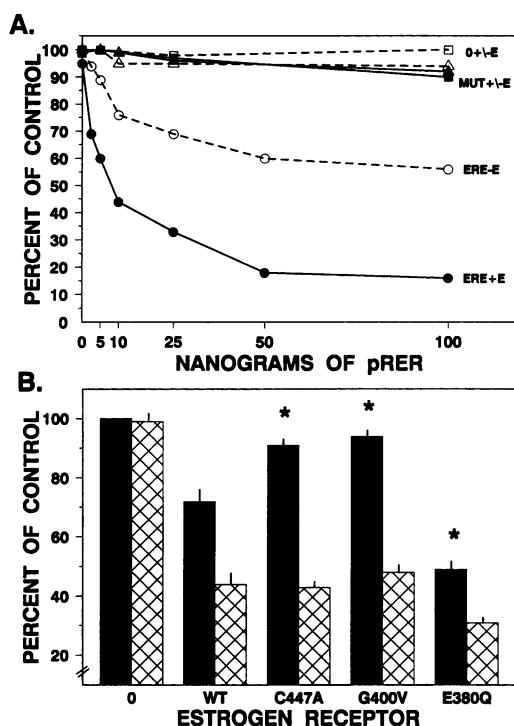 A.
PERCENT OF CONTROL
100
90
80
70
60
50
40
30
20
10
0
0+\-E
MUT+\-E
ERE-E
ERE+E
0 5 10 25 50 100
NANOGRAMS OF pRER
B.
PERCENT OF CONTROL
100
80
60
40
20
* * *
0 WT C447A G400V E380Q
ESTROGEN RECEPTOR